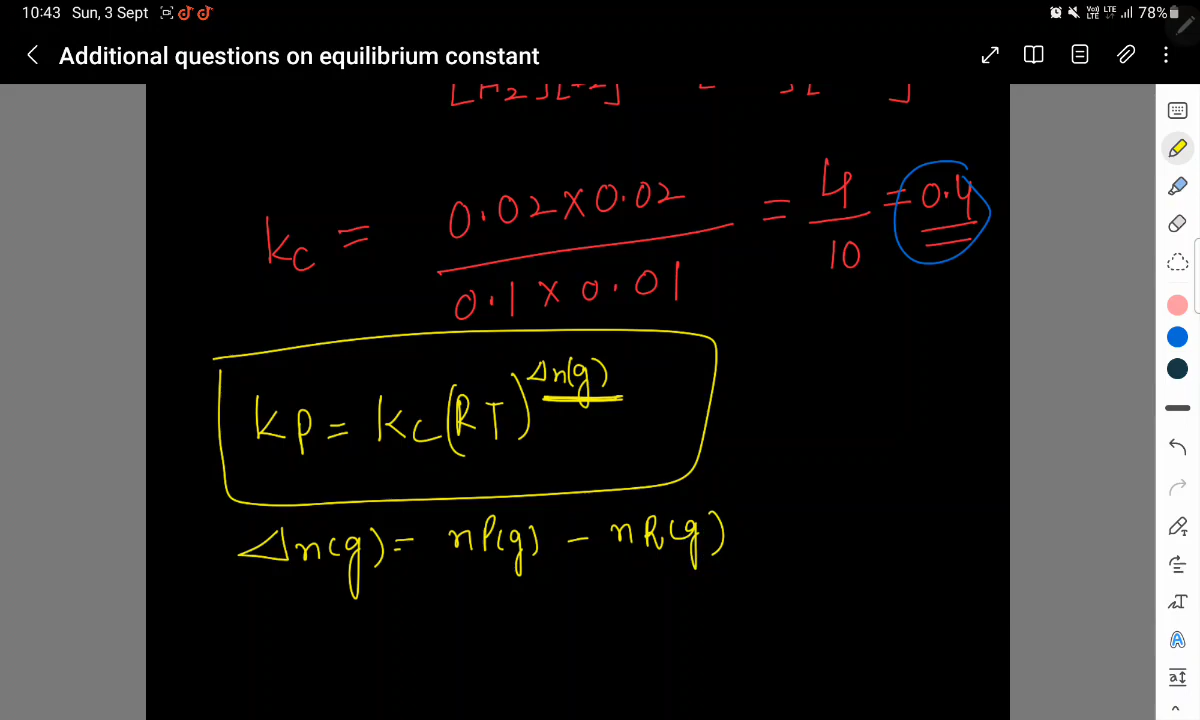 10:43 Sun, 3 Sept 78%
Additional questions on equilibrium constant
kc = 0.02×0.02 / 0.1 × 0.01 = 4/10 = 0.4
kp = kc(RT)^Δn(g)
Δn(g) = nP(g) - nR(g)